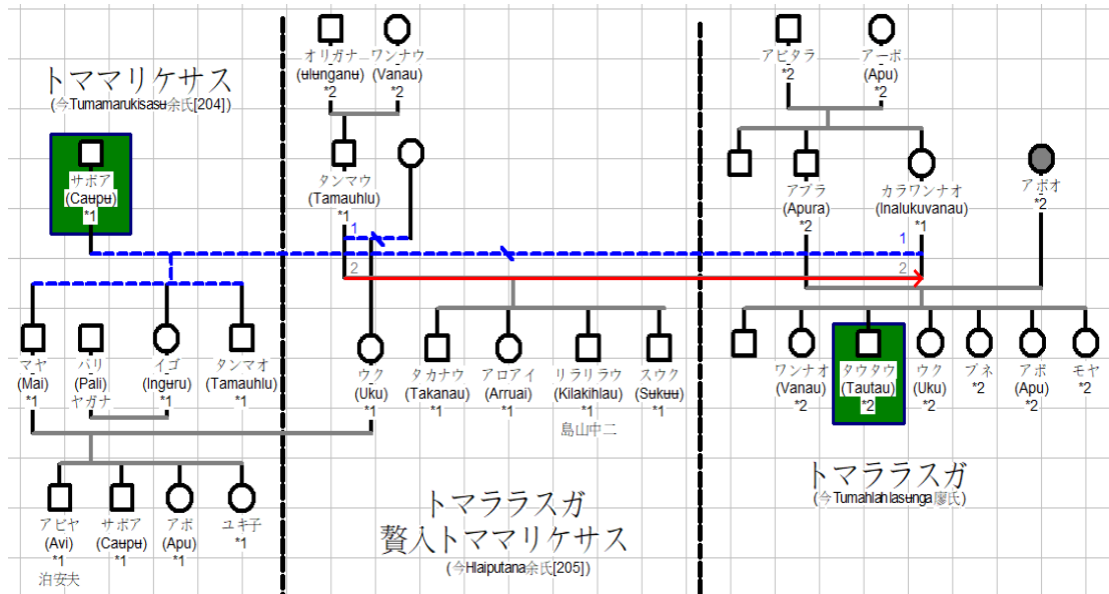 トママリケサス
(今Tumamarukisasʉ余氏[204])
サボア
(Caʉpʉ)
*1
オリガナ
(ʉlʉnganʉ)
*2
ワンナウ
(Vanau)
*2
タンマウ
(Tamauhlu)
*1
アピタラ
*2
アーボ
(Apu)
*2
アブラ
(Apura)
*2
カラワンナオ
(Inalukuvanau)
*1
アボオ
*2
1
1
2
2
マヤ
(Mai)
*1
パリ
(Pali)
ヤガナ
イゴ
(Ingʉrʉ)
*1
タンマオ
(Tamauhlu)
*1
ウク
(Uku)
*1
タカナウ
(Takanau)
*1
アロアイ
(Arruai)
*1
リラリラウ
(Kilakihlau)
*1
島山中二
スウク
(Sʉkʉʉ)
*1
ワンナオ
(Vanau)
*2
タウタウ
(Tautau)
*2
ウク
(Uku)
*2
ブネ
*2
アボ
(Apu)
*2
モヤ
*2
アビヤ
(Avi)
*1
泊安夫
サボア
(Caʉpʉ)
*1
アボ
(Apu)
*1
ユキ子
*1
トマララスガ
贅入トママリケサス
(今Hlaiputana余氏[205])
トマララスガ
(今Tumahlahlasʉnga廖氏)